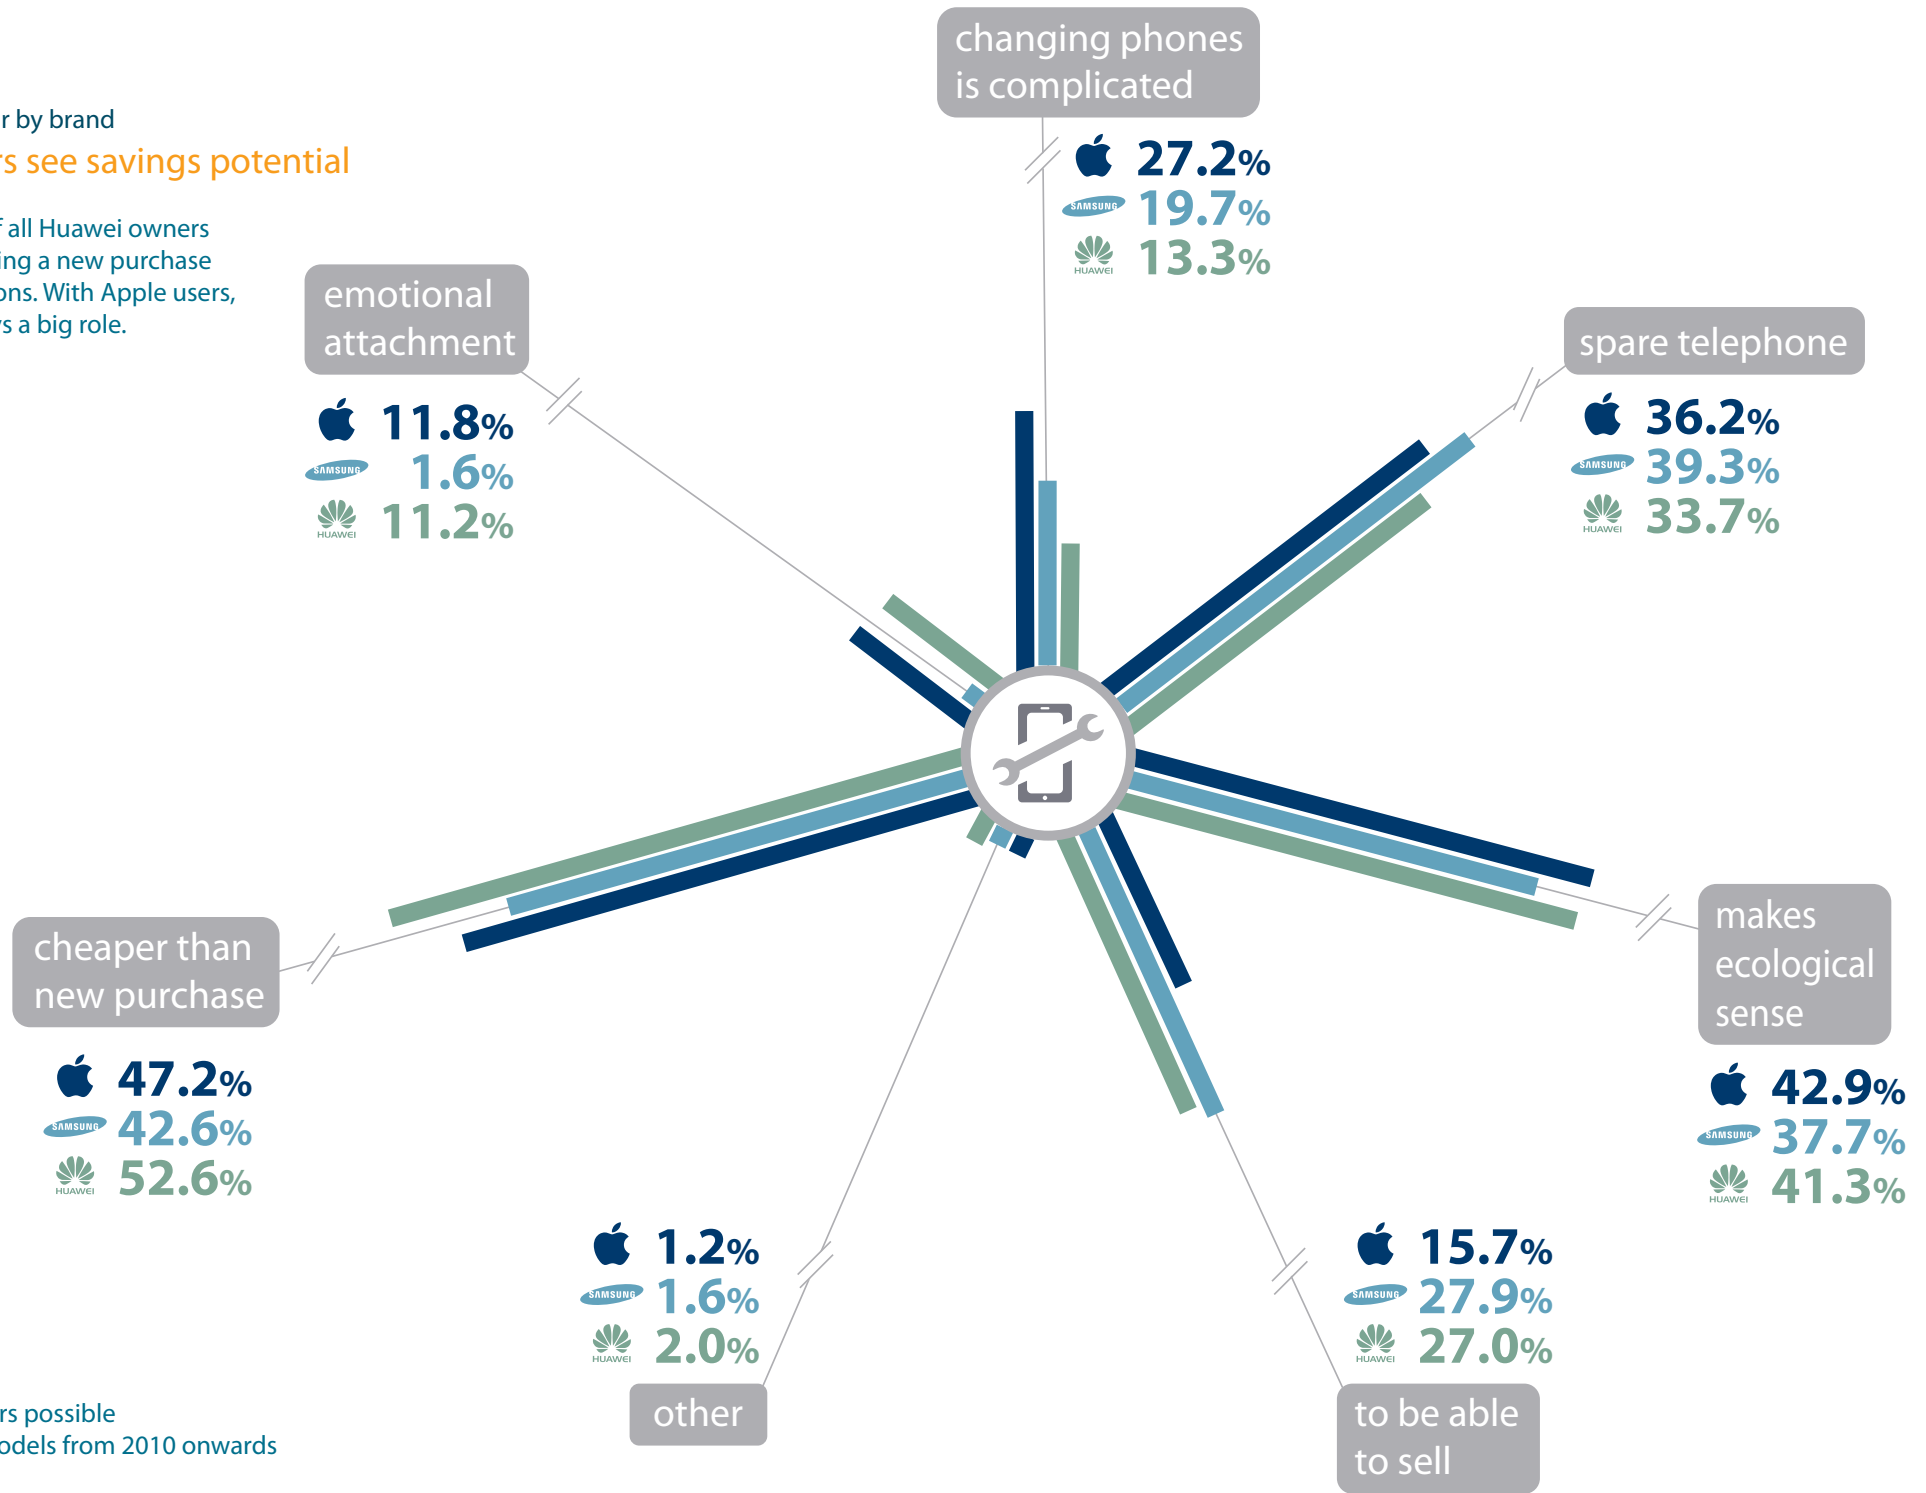 r by brand
rs see savings potential
f all Huawei owners
ing a new purchase
ons. With Apple users,
ys a big role.
changing phones
is complicated
27.2%
SAMSUNG 19.7%
HUAWEI 13.3%
emotional
attachment
11.8%
SAMSUNG 1.6%
HUAWEI 11.2%
spare telephone
36.2%
SAMSUNG 39.3%
HUAWEI 33.7%
cheaper than
new purchase
47.2%
SAMSUNG 42.6%
HUAWEI 52.6%
makes
ecological
sense
42.9%
SAMSUNG 37.7%
HUAWEI 41.3%
1.2%
SAMSUNG 1.6%
HUAWEI 2.0%
other
15.7%
SAMSUNG 27.9%
HUAWEI 27.0%
to be able
to sell
rs possible
odels from 2010 onwards